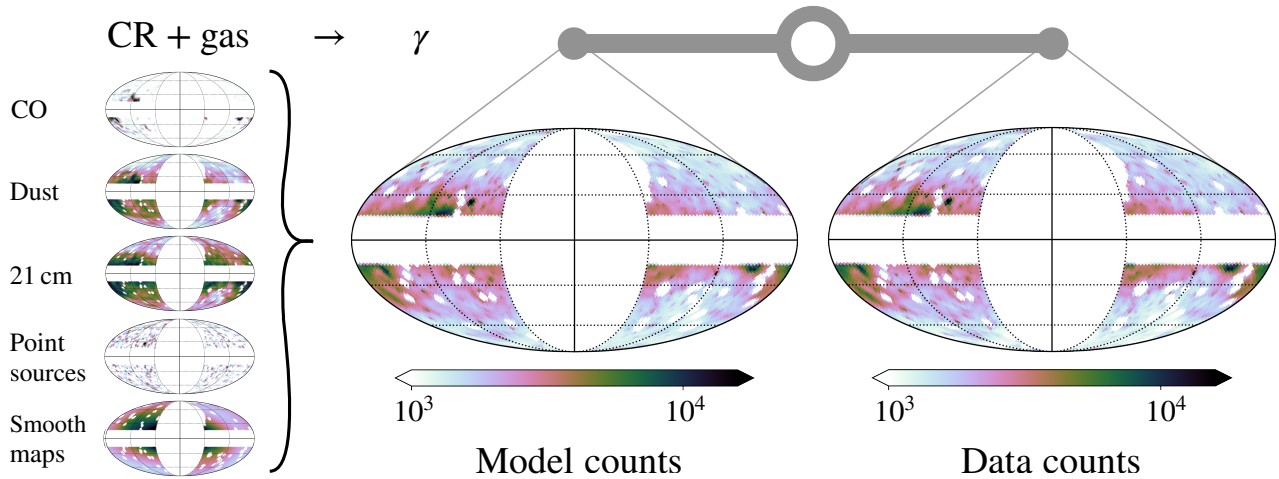 CR + gas → γ
CO
Dust
21 cm
Point
sources
Smooth
maps
10³ 10⁴
10³ 10⁴
Model counts
Data counts